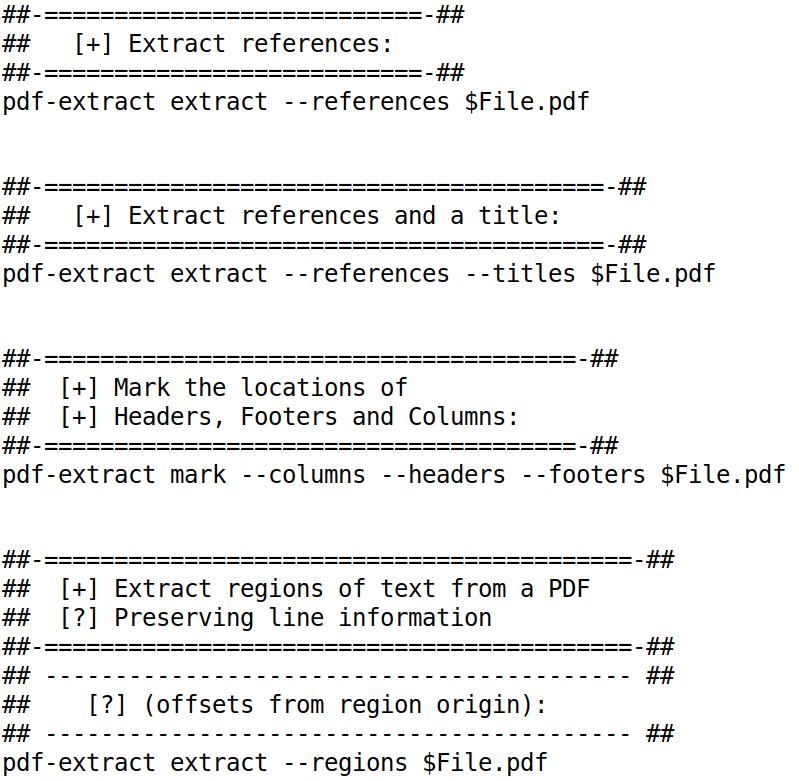 ##-===========================-##
##   [+] Extract references:
##-===========================-##
pdf-extract extract --references $File.pdf
##-========================================-##
##   [+] Extract references and a title:
##-========================================-##
pdf-extract extract --references --titles $File.pdf
##-======================================-##
##  [+] Mark the locations of
##  [+] Headers, Footers and Columns:
##-======================================-##
pdf-extract mark --columns --headers --footers $File.pdf
##-==========================================-##
##  [+] Extract regions of text from a PDF
##  [?] Preserving line information
##-==========================================-##
## ------------------------------------------ ##
##    [?] (offsets from region origin):
## ------------------------------------------ ##
pdf-extract extract --regions $File.pdf